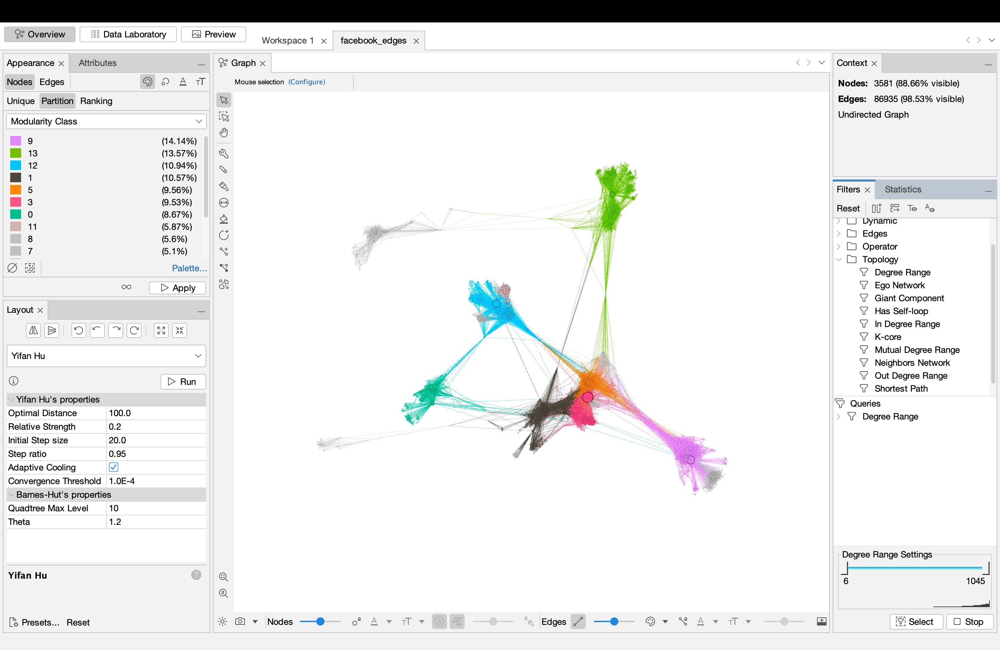 Overview Data Laboratory Preview
Workspace 1 facebook_edges
Appearance Attributes
Nodes Edges
Unique Partition Ranking
Modularity Class
9 (14.14%)
13 (13.57%)
12 (10.94%)
1 (10.57%)
5 (9.56%)
3 (9.53%)
0 (8.67%)
11 (5.87%)
8 (5.6%)
7 (5.1%)
Palette...
Apply
Layout
Yifan Hu
Run
Yifan Hu's properties
Optimal Distance 100.0
Relative Strength 0.2
Initial Step size 20.0
Step ratio 0.95
Adaptive Cooling
Convergence Threshold 1.0E-4
Barnes-Hut's properties
Quadtree Max Level 10
Theta 1.2
Yifan Hu
Presets... Reset
Graph
Mouse selection (Configure)
Nodes Edges
Context
Nodes: 3581 (88.66% visible)
Edges: 86935 (98.53% visible)
Undirected Graph
Filters Statistics
Reset
Dynamic
Edges
Operator
Topology
Degree Range
Ego Network
Giant Component
Has Self-loop
In Degree Range
K-core
Mutual Degree Range
Neighbors Network
Out Degree Range
Shortest Path
Queries
Degree Range
Degree Range Settings
6 1045
Select Stop